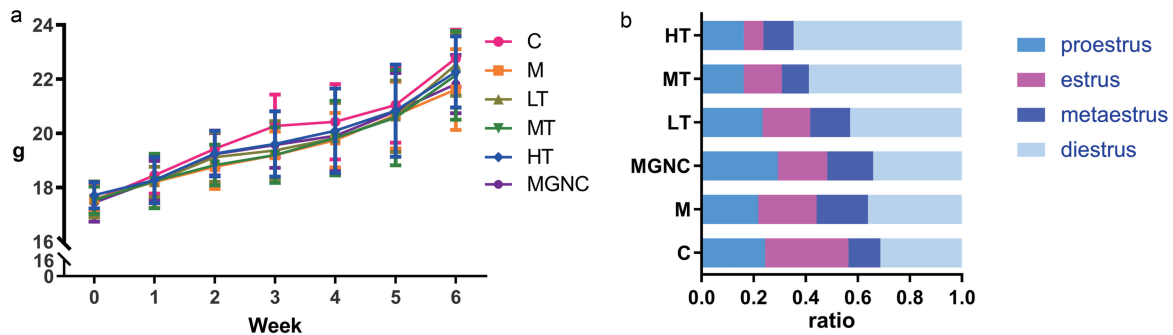 a
24
22
20
18
16
16
0
g
0 1 2 3 4 5 6
Week
C
M
LT
MT
HT
MGNC
b
HT
MT
LT
MGNC
M
C
0.0 0.2 0.4 0.6 0.8 1.0
ratio
proestrus
estrus
metaestrus
diestrus